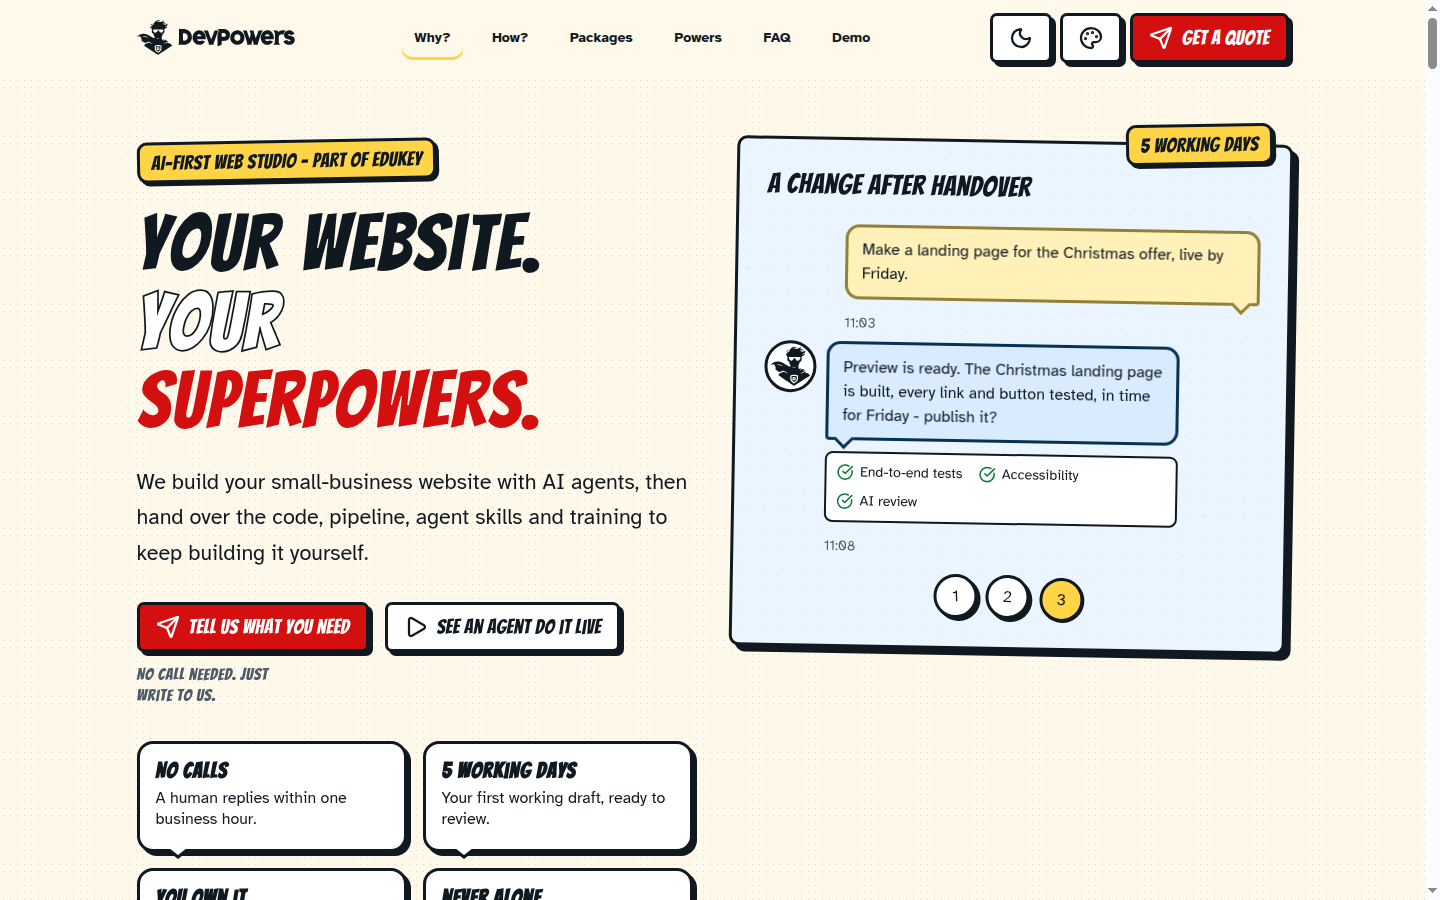 DevPowers
Why?
How?
Packages
Powers
FAQ
Demo
GET A QUOTE
AI-FIRST WEB STUDIO - PART OF EDUKEY
YOUR WEBSITE.
YOUR
SUPERPOWERS.
We build your small-business website with AI agents, then
hand over the code, pipeline, agent skills and training to
keep building it yourself.
TELL US WHAT YOU NEED
SEE AN AGENT DO IT LIVE
NO CALL NEEDED. JUST
WRITE TO US.
NO CALLS
A human replies within one
business hour.
5 WORKING DAYS
Your first working draft, ready to
review.
YOU OWN IT
NEVER ALONE
5 WORKING DAYS
A CHANGE AFTER HANDOVER
Make a landing page for the Christmas offer, live by
Friday.
11:03
Preview is ready. The Christmas landing page
is built, every link and button tested, in time
for Friday - publish it?
End-to-end tests
Accessibility
AI review
11:08
1
2
3